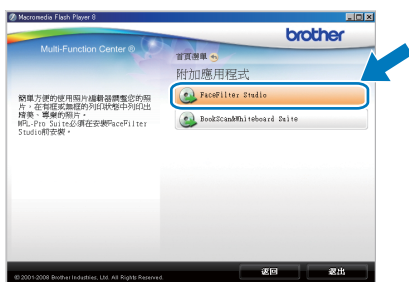 Macromedia Flash Player 8
brother
Multi-Function Center ®
首頁選單
附加應用程式
簡單方便的使用照片編輯器調整您的照
片。在有框或無框的列印狀態中列印出
精美、專業的照片。
MFL-Pro Suite必須在安裝FaceFilter
Studio前安裝。
FaceFilter Studio
BookScan&Whiteboard Suite
© 2001-2009 Brother Industries, Ltd. All Rights Reserved.
返回
退出